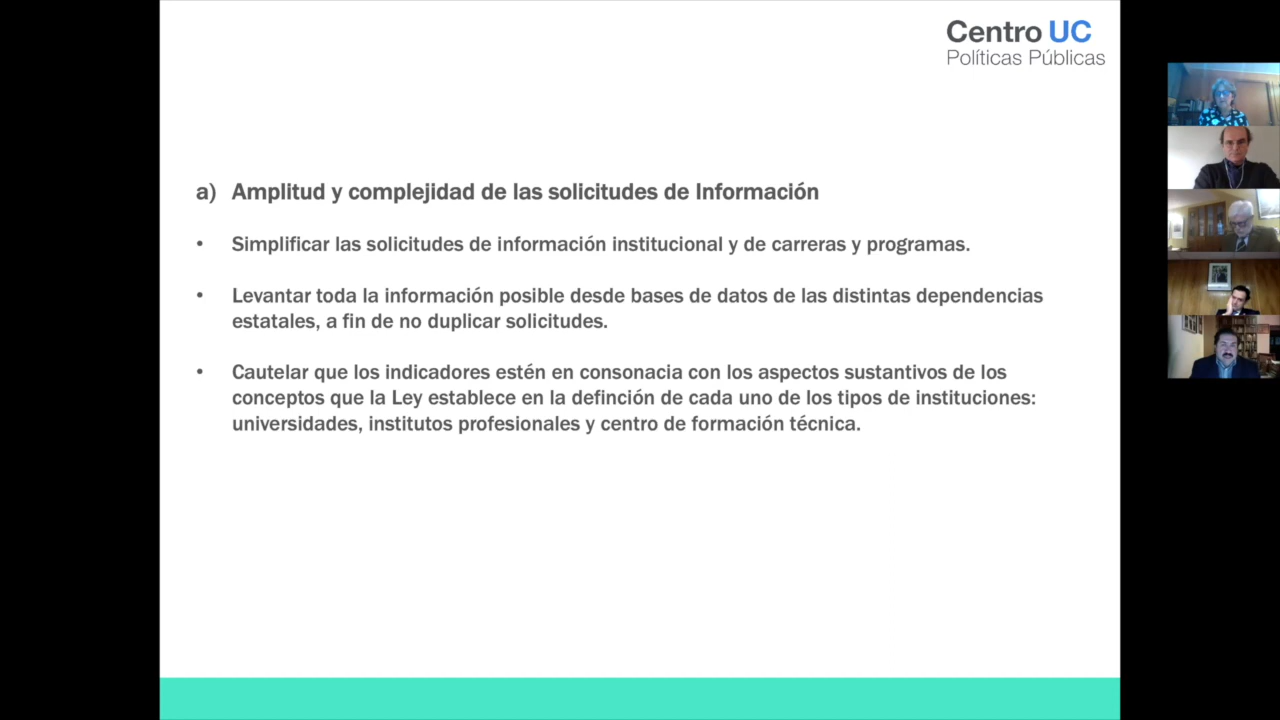 Centro UC
Políticas Públicas
a) Amplitud y complejidad de las solicitudes de Información
• Simplificar las solicitudes de información institucional y de carreras y programas.
• Levantar toda la información posible desde bases de datos de las distintas dependencias
estatales, a fin de no duplicar solicitudes.
• Cautelar que los indicadores estén en consonacia con los aspectos sustantivos de los
conceptos que la Ley establece en la definción de cada uno de los tipos de instituciones:
universidades, institutos profesionales y centro de formación técnica.